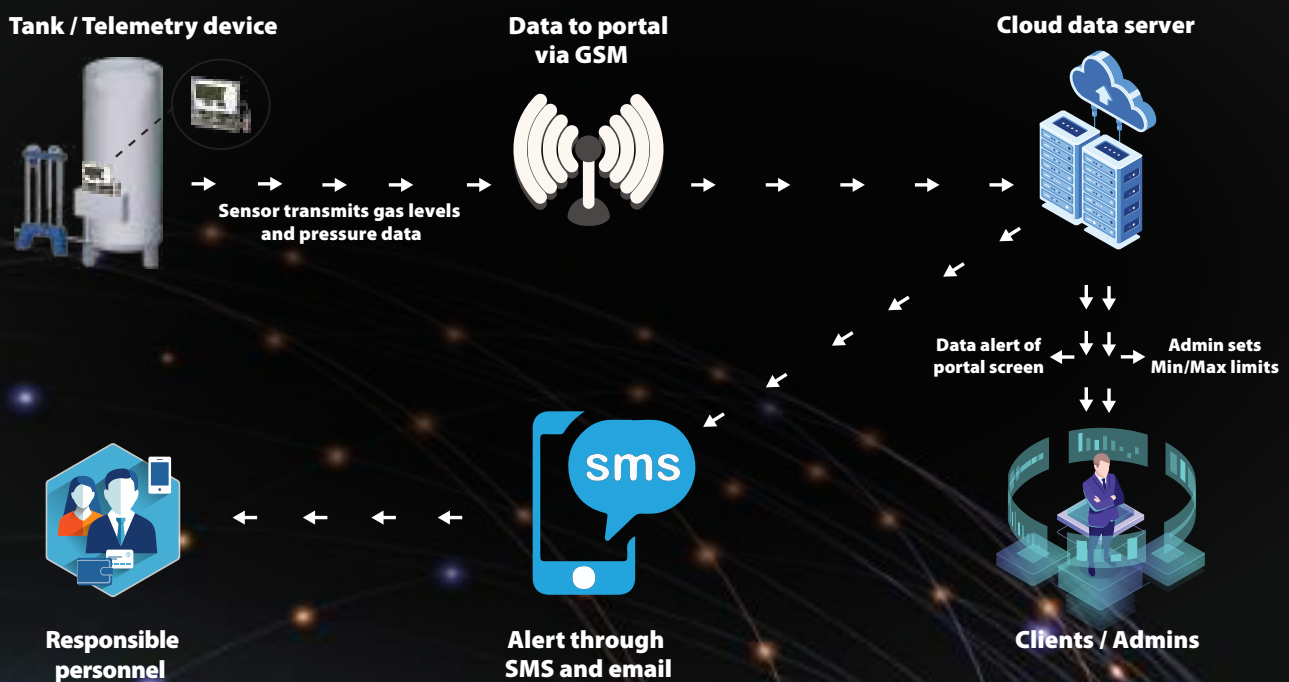 Tank / Telemetry device
Data to portal
via GSM
Cloud data server
Sensor transmits gas levels
and pressure data
Data alert of
portal screen
Admin sets
Min/Max limits
sms
Responsible
personnel
Alert through
SMS and email
Clients / Admins